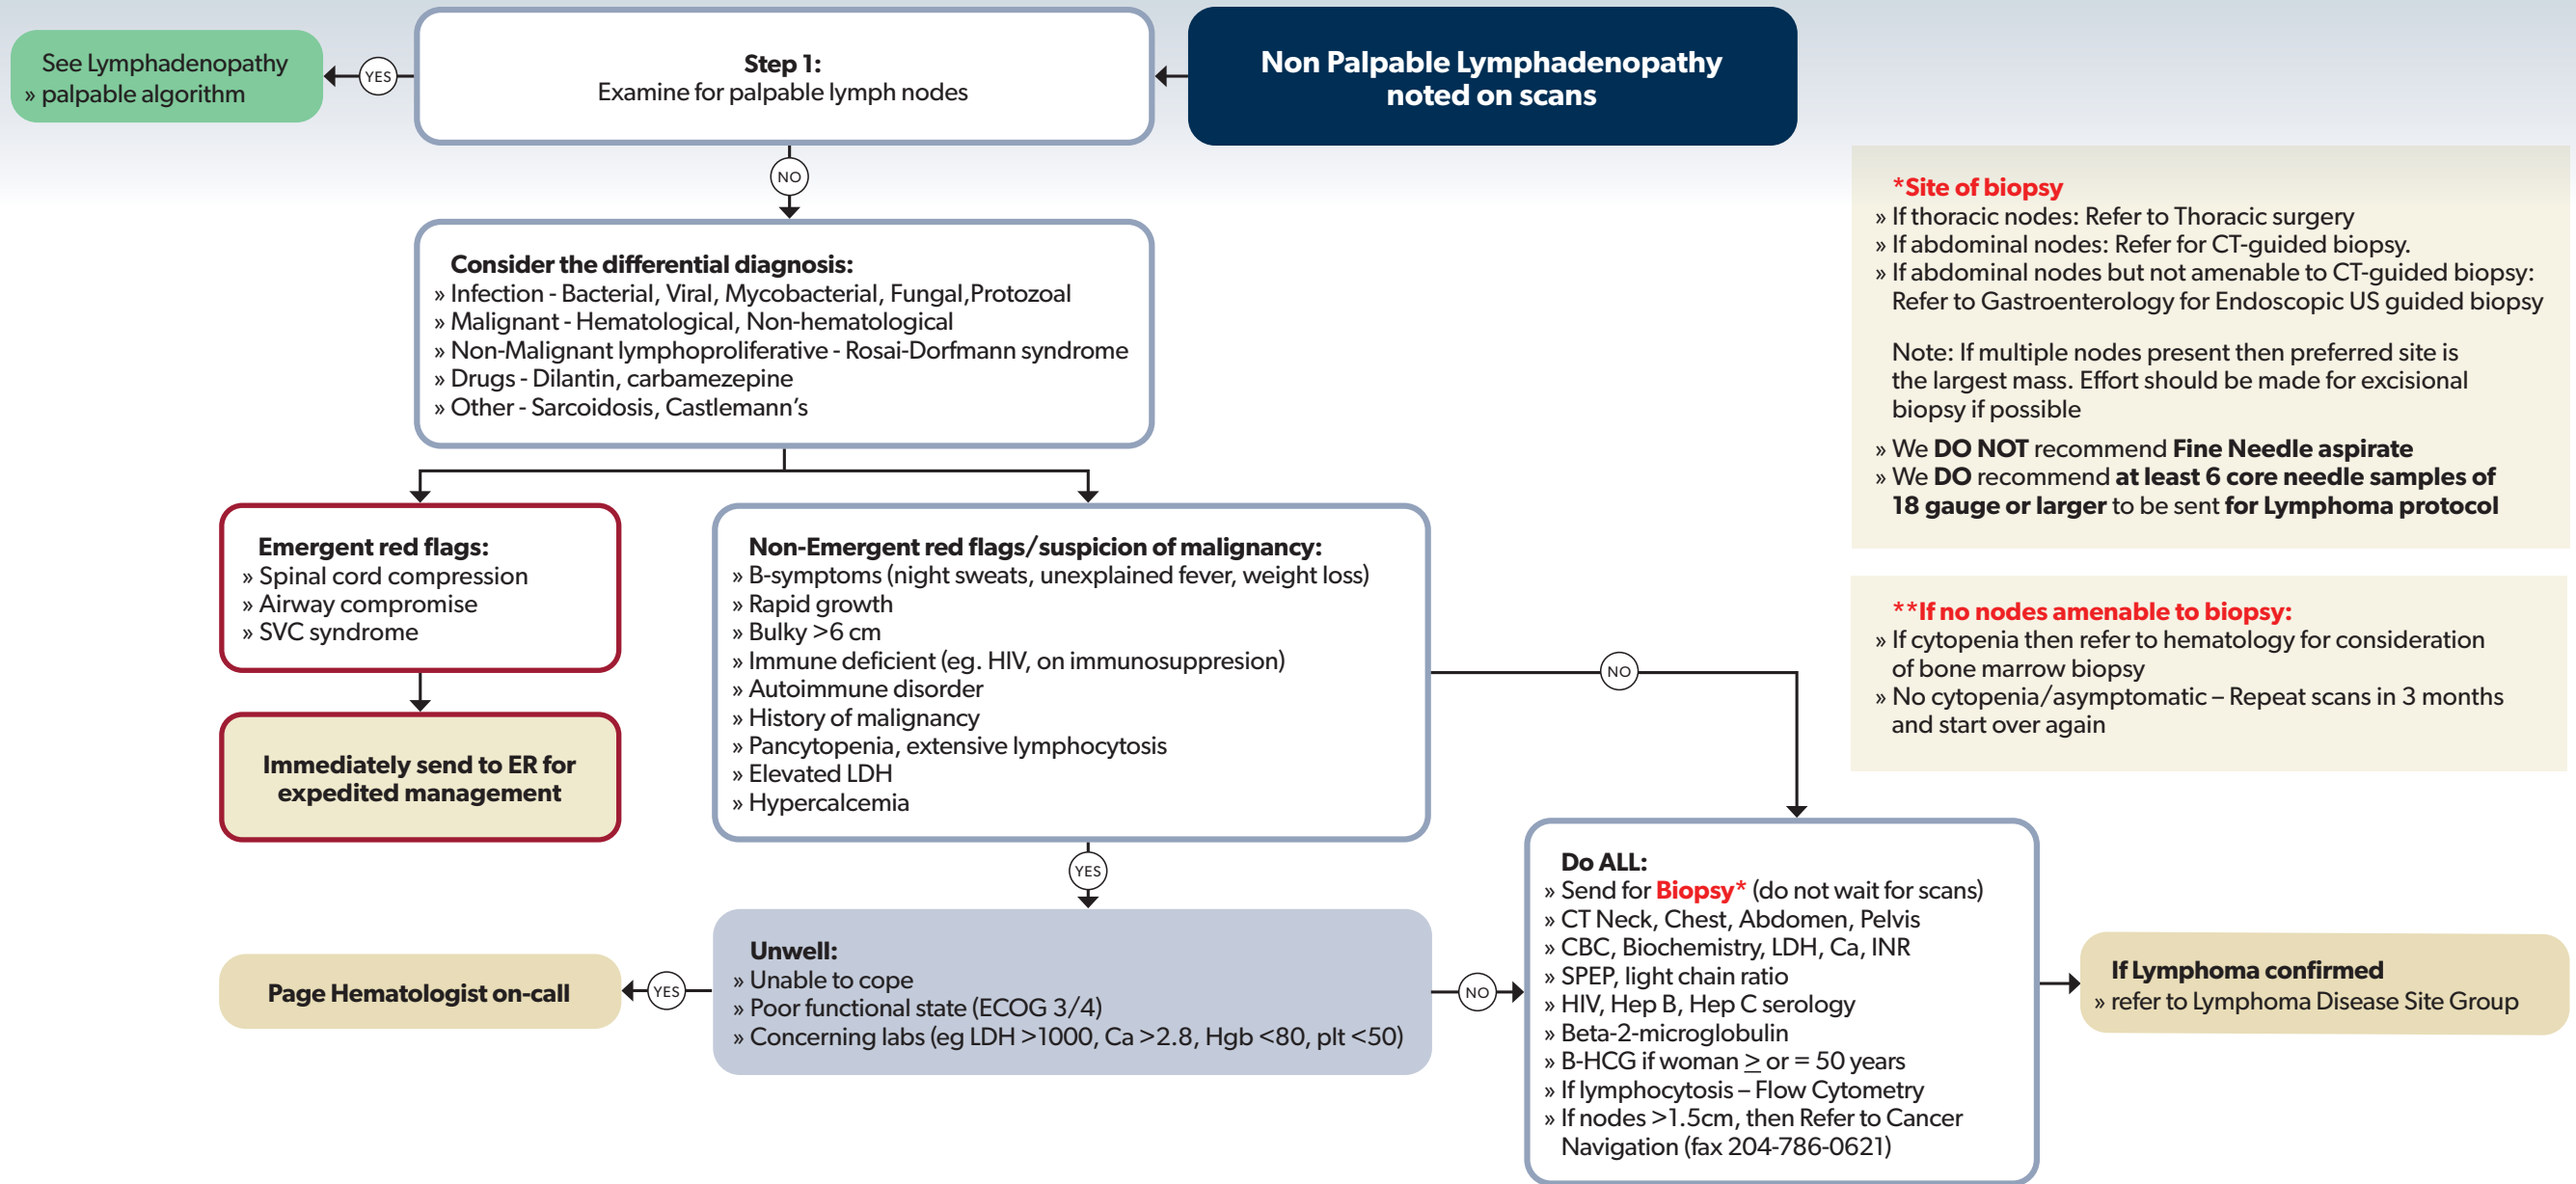 Non Palpable Lymphadenopathy
noted on scans
Step 1:
Examine for palpable lymph nodes
YES
See Lymphadenopathy
» palpable algorithm
NO
Consider the differential diagnosis:
» Infection - Bacterial, Viral, Mycobacterial, Fungal,Protozoal
» Malignant - Hematological, Non-hematological
» Non-Malignant lymphoproliferative - Rosai-Dorfmann syndrome
» Drugs - Dilantin, carbamezepine
» Other - Sarcoidosis, Castlemann's
Emergent red flags:
» Spinal cord compression
» Airway compromise
» SVC syndrome
Immediately send to ER for
expedited management
Non-Emergent red flags/suspicion of malignancy:
» B-symptoms (night sweats, unexplained fever, weight loss)
» Rapid growth
» Bulky >6 cm
» Immune deficient (eg. HIV, on immunosuppresion)
» Autoimmune disorder
» History of malignancy
» Pancytopenia, extensive lymphocytosis
» Elevated LDH
» Hypercalcemia
NO
YES
Unwell:
» Unable to cope
» Poor functional state (ECOG 3/4)
» Concerning labs (eg LDH >1000, Ca >2.8, Hgb <80, plt <50)
YES
Page Hematologist on-call
NO
Do ALL:
» Send for Biopsy* (do not wait for scans)
» CT Neck, Chest, Abdomen, Pelvis
» CBC, Biochemistry, LDH, Ca, INR
» SPEP, light chain ratio
» HIV, Hep B, Hep C serology
» Beta-2-microglobulin
» B-HCG if woman > or = 50 years
» If lymphocytosis – Flow Cytometry
» If nodes >1.5cm, then Refer to Cancer
Navigation (fax 204-786-0621)
If Lymphoma confirmed
» refer to Lymphoma Disease Site Group
*Site of biopsy
» If thoracic nodes: Refer to Thoracic surgery
» If abdominal nodes: Refer for CT-guided biopsy.
» If abdominal nodes but not amenable to CT-guided biopsy:
Refer to Gastroenterology for Endoscopic US guided biopsy
Note: If multiple nodes present then preferred site is
the largest mass. Effort should be made for excisional
biopsy if possible
» We DO NOT recommend Fine Needle aspirate
» We DO recommend at least 6 core needle samples of
18 gauge or larger to be sent for Lymphoma protocol
**If no nodes amenable to biopsy:
» If cytopenia then refer to hematology for consideration
of bone marrow biopsy
» No cytopenia/asymptomatic – Repeat scans in 3 months
and start over again